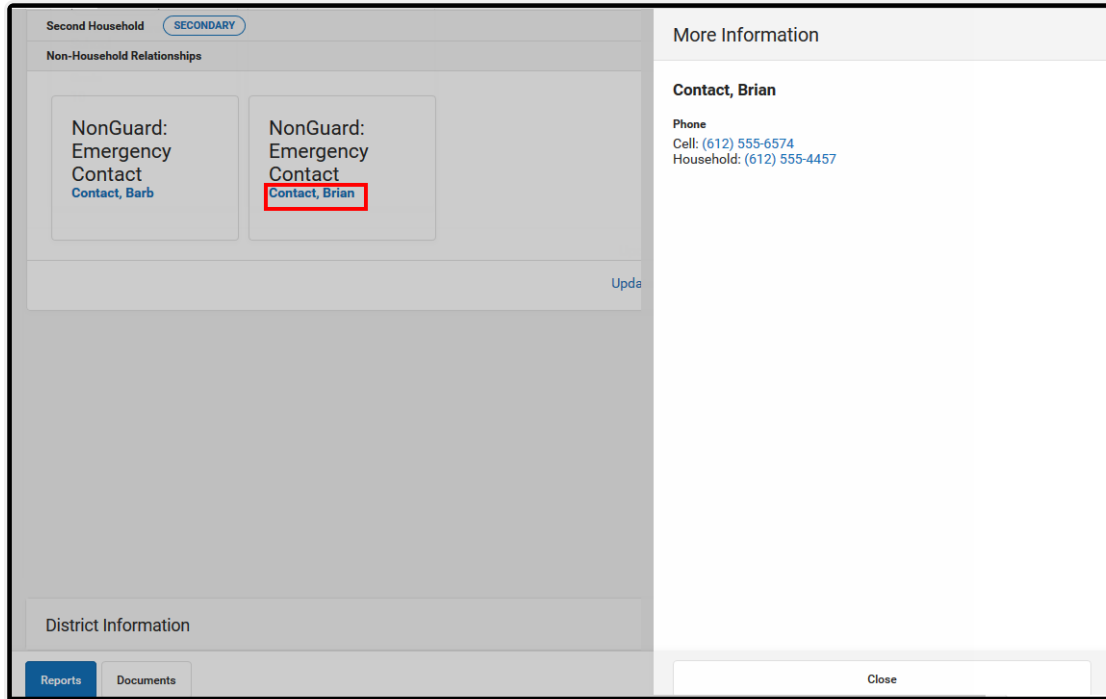 Second Household SECONDARY
Non-Household Relationships
NonGuard:
Emergency
Contact
Contact, Barb
NonGuard:
Emergency
Contact
Contact, Brian
Upda
District Information
Reports Documents
More Information
Contact, Brian
Phone
Cell: (612) 555-6574
Household: (612) 555-4457
Close